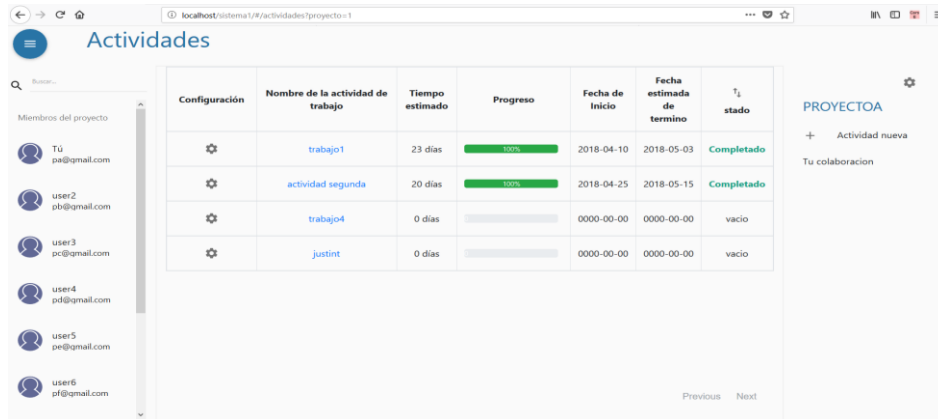 localhost/sistema1/#/actividades?proyecto=1
Actividades
Buscar...
Miembros del proyecto
Tú
pa@gmail.com
user2
pb@gmail.com
user3
pc@gmail.com
user4
pd@gmail.com
user5
pe@gmail.com
user6
pf@gmail.com
Configuración
Nombre de la actividad de
trabajo
Tiempo
estimado
Progreso
Fecha de
Inicio
Fecha
estimada
de
termino
stado
trabajo1
23 días
100%
2018-04-10
2018-05-03
Completado
actividad segunda
20 días
100%
2018-04-25
2018-05-15
Completado
trabajo4
0 días
0000-00-00
0000-00-00
vacio
justint
0 días
0000-00-00
0000-00-00
vacio
Previous
Next
PROYECTOA
+ Actividad nueva
Tu colaboracion